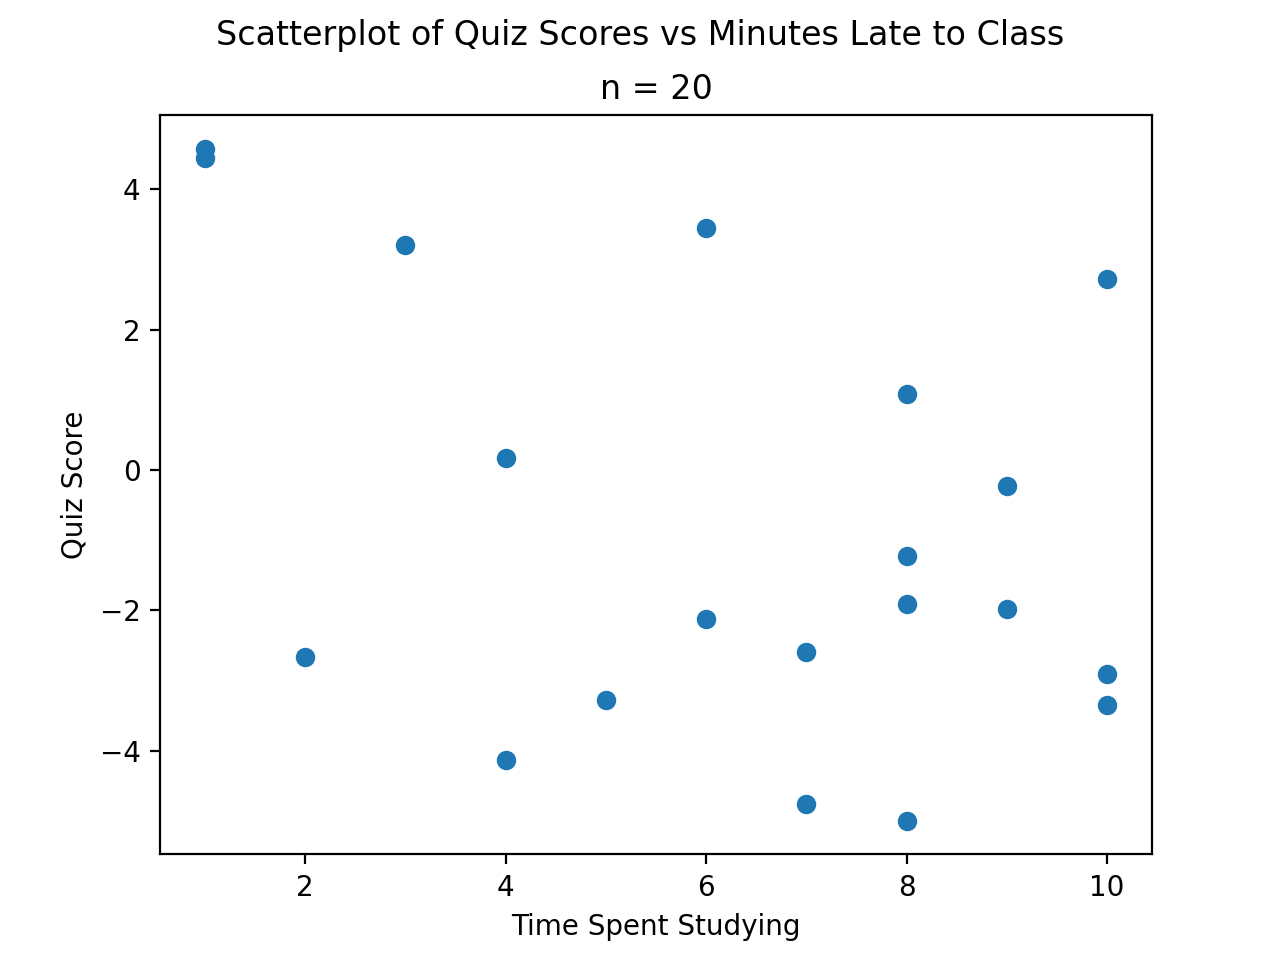 Scatterplot of Quiz Scores vs Minutes Late to Class
n = 20
4
2
0
−2
−4
Quiz Score
2 4 6 8 10
Time Spent Studying